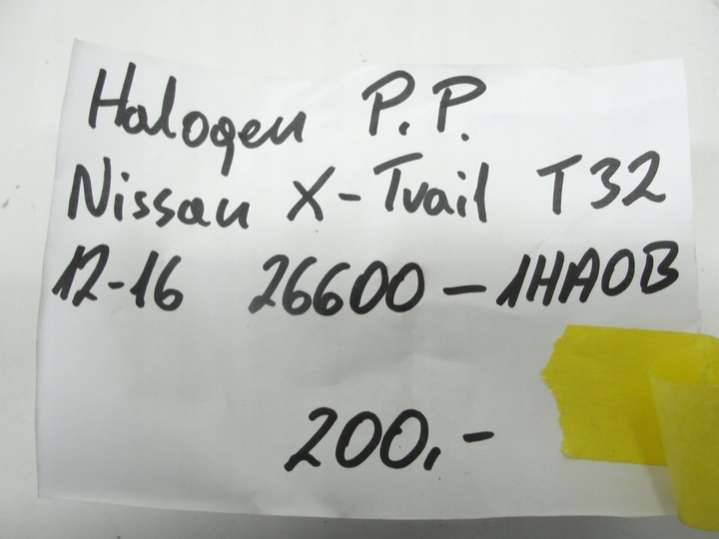 Halogen P.P.
Nissan X-Trail T32
12-16 26600-1HA0B
200,-